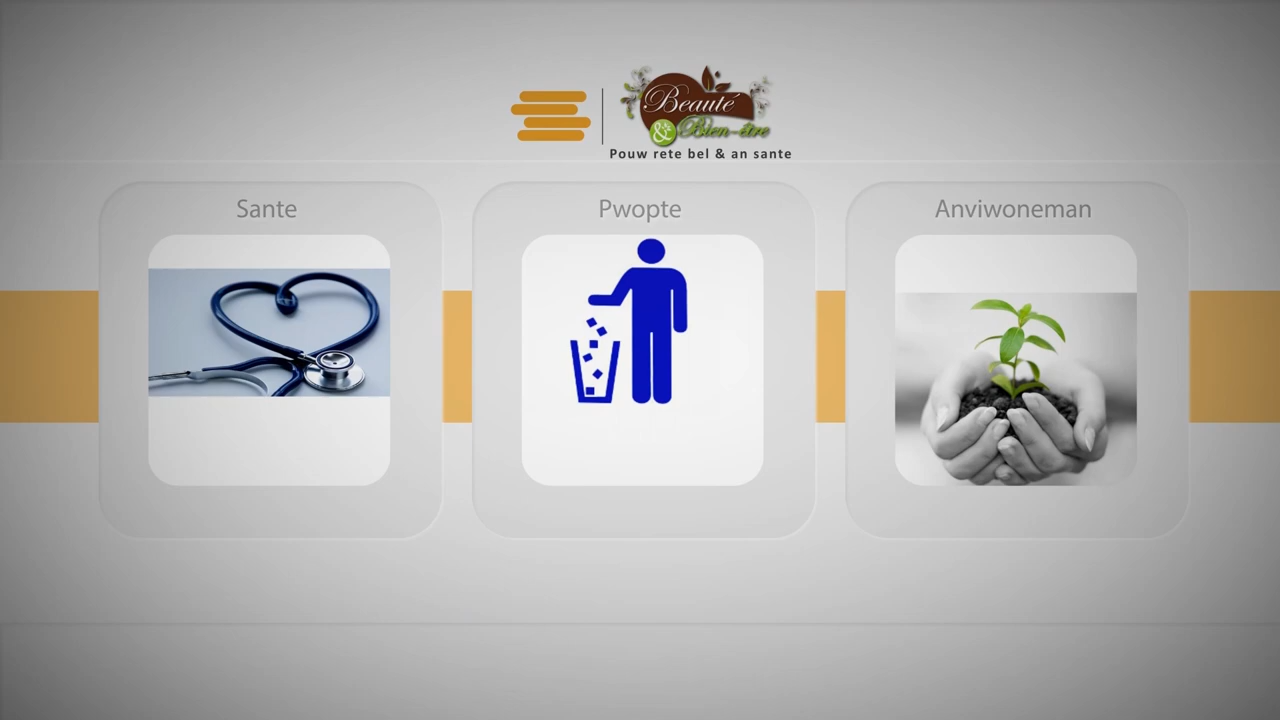 Beauté
& Bien-être
Pouw rete bel & an sante
Sante
Pwopte
Anviwoneman